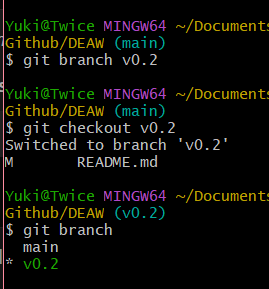 Yuki@Twice MINGW64 ~/Documents
Github/DEAW (main)
$ git branch v0.2
Yuki@Twice MINGW64 ~/Documents
Github/DEAW (main)
$ git checkout v0.2
Switched to branch 'v0.2'
M README.md
Yuki@Twice MINGW64 ~/Documents
Github/DEAW (v0.2)
$ git branch
main
* v0.2